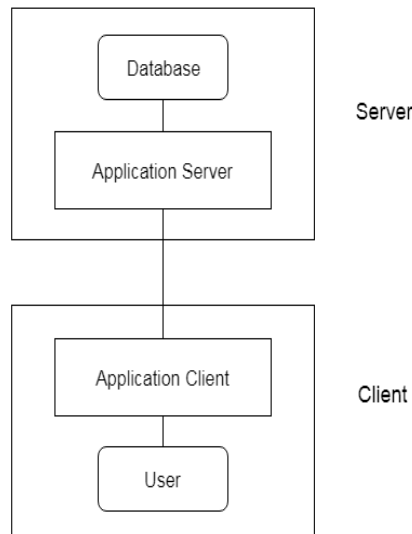 Database
Server
Application Server
Application Client
Client
User